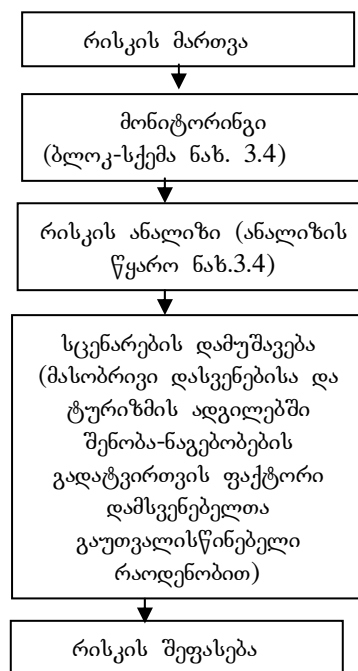 რისკის მართვა
მონიტორინგი
(ბლოკ-სქემა ნახ. 3.4)
რისკის ანალიზი (ანალიზის
წყარო ნახ.3.4)
სცენარების დამუშავება
(მასობრივი დასვენებისა და
ტურიზმის ადგილებში
შენობა-ნაგებობების
გადატვირთვის ფაქტორი
დამსვენებელთა
გაუთვალისწინებელი
რაოდენობით)
რისკის შეფასება